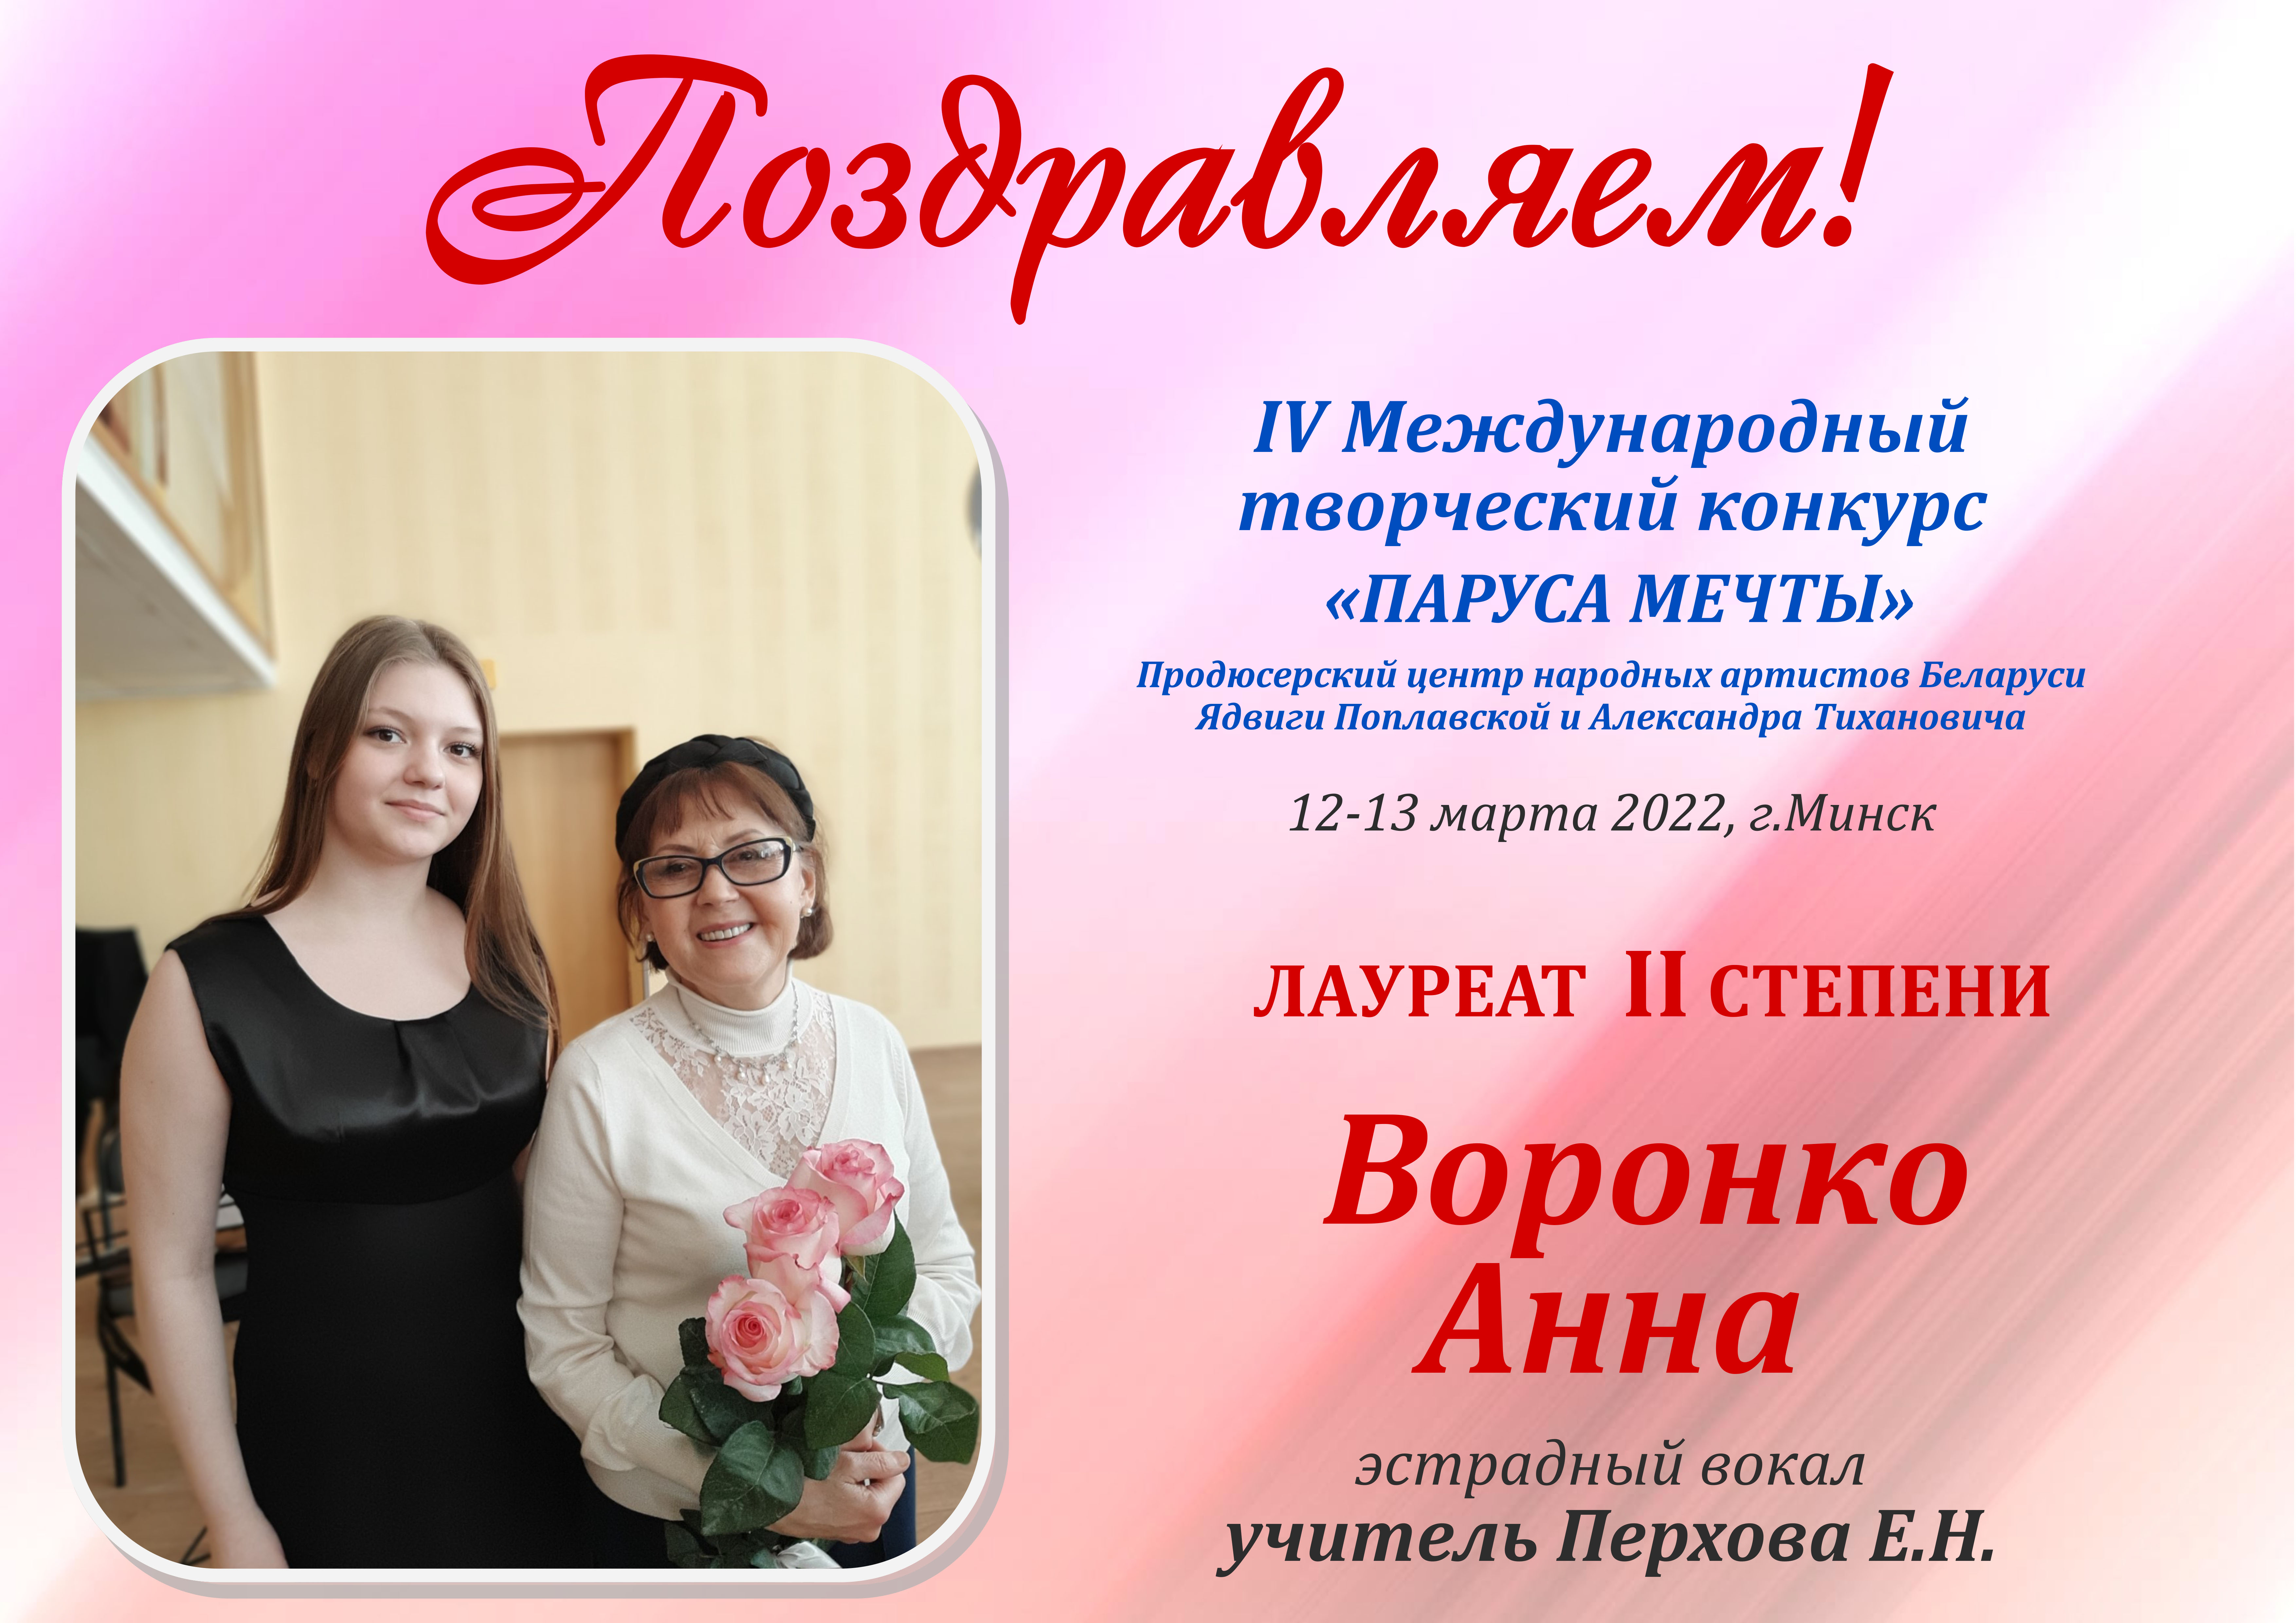 Поздравляем!
IV Международный
творческий конкурс
«ПАРУСА МЕЧТЫ»
Продюсерский центр народных артистов Беларуси
Ядвиги Поплавской и Александра Тихановича
12-13 марта 2022, г.Минск
ЛАУРЕАТ II СТЕПЕНИ
Воронко
Анна
эстрадный вокал
учитель Перхова Е.Н.